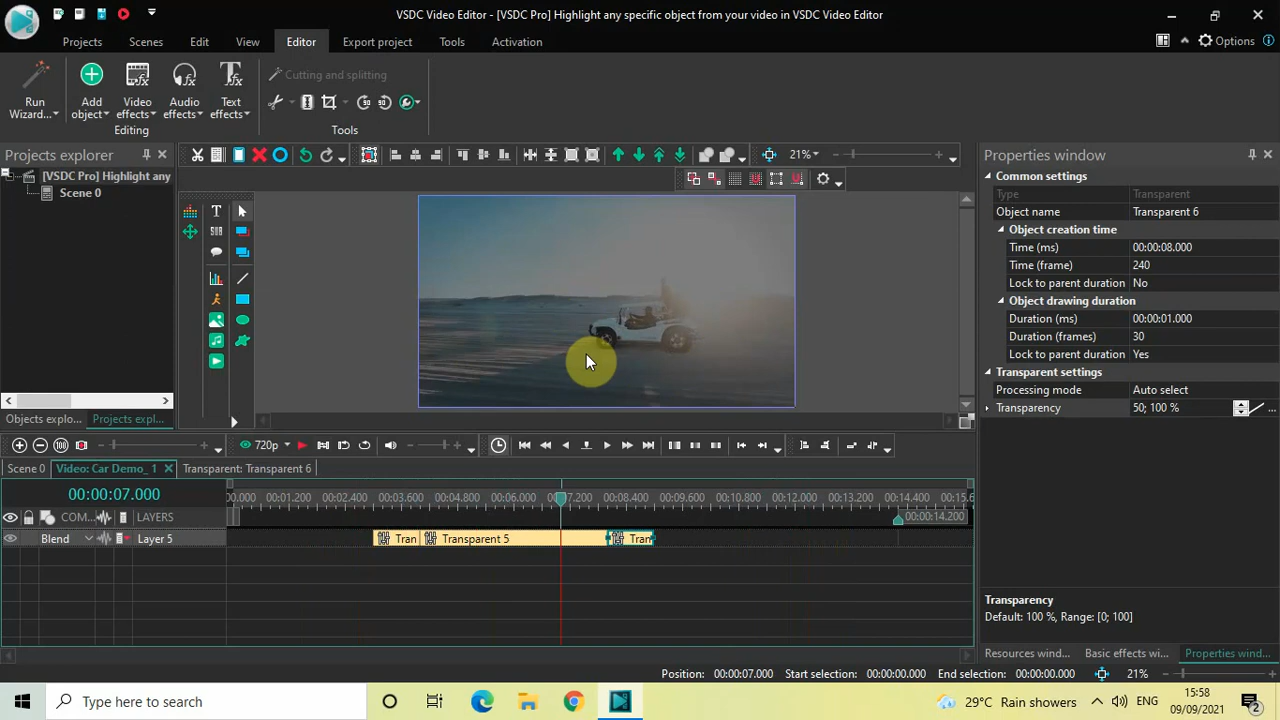 VSDC Video Editor - [VSDC Pro] Highlight any specific object from your video in VSDC Video Editor
Projects Scenes Edit View Editor Export project Tools Activation Options
Run Wizard... Add object Video effects Audio effects Text effects
Editing
Cutting and splitting
Tools
Projects explorer
[VSDC Pro] Highlight any
Scene 0
21%
T
Objects explo... Projects expl...
Properties window
Common settings
Type Transparent
Object name Transparent 6
Object creation time
Time (ms) 00:00:08.000
Time (frame) 240
Lock to parent duration No
Object drawing duration
Duration (ms) 00:00:01.000
Duration (frames) 30
Lock to parent duration Yes
Transparent settings
Processing mode Auto select
Transparency 50; 100 % ...
720p
Scene 0 Video: Car Demo_ 1 Transparent: Transparent 6
00:00:07.000
0.000 00:01.200 00:02.400 00:03.600 00:04.800 00:06.000 00:07.200 00:08.400 00:09.600 00:10.800 00:12.000 00:13.200 00:14.400 00:15.6
COM... LAYERS
00:00:14.200
Blend Layer 5 Tran Transparent 5 Tran
Transparency
Default: 100 %, Range: [0; 100]
Resources wind... Basic effects wi... Properties wind...
Position: 00:00:07.000 Start selection: 00:00:00.000 End selection: 00:00:00.000 21%
Type here to search
29°C Rain showers ENG 15:58
09/09/2021
2